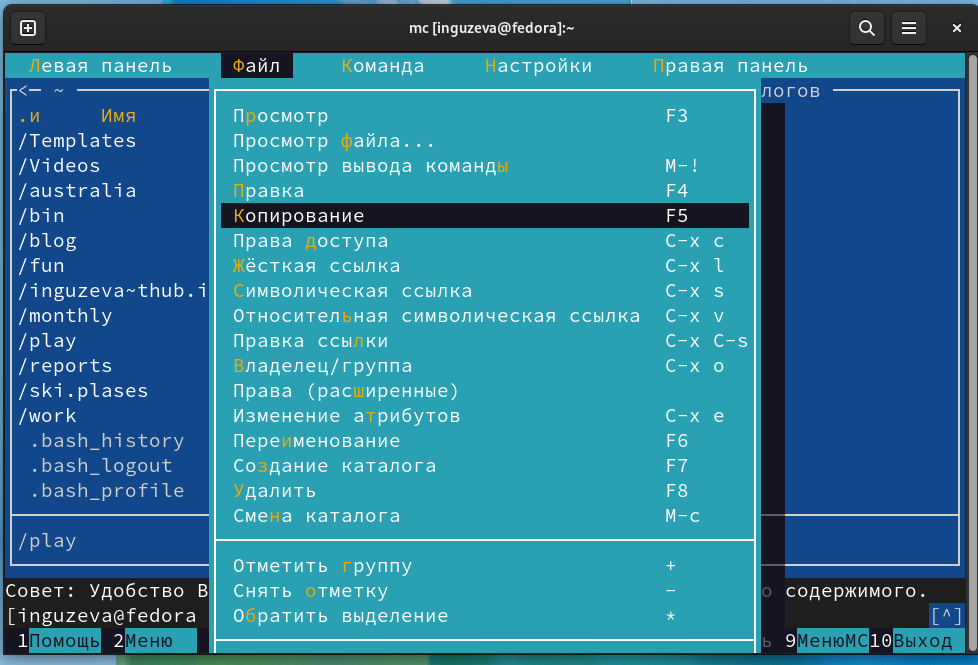 mc [inguzeva@fedora]:~
Левая панель Файл Команда Настройки Правая панель
<— ~
логов
.и Имя
/Templates
/Videos
/australia
/bin
/blog
/fun
/inguzeva~thub.i
/monthly
/play
/reports
/ski.plases
/work
.bash_history
.bash_logout
.bash_profile
/play
Просмотр F3
Просмотр файла...
Просмотр вывода команды M-!
Правка F4
Копирование F5
Права доступа C-x c
Жёсткая ссылка C-x l
Символическая ссылка C-x s
Относительная символическая ссылка C-x v
Правка ссылки C-x C-s
Владелец/группа C-x o
Права (расширенные)
Изменение атрибутов C-x e
Переименование F6
Создание каталога F7
Удалить F8
Смена каталога M-c
Отметить группу +
Снять отметку -
Обратить выделение *
Совет: Удобство В
о содержимого.
[inguzeva@fedora
[^]
1Помощь 2Меню
ь 9МенюMC10Выход